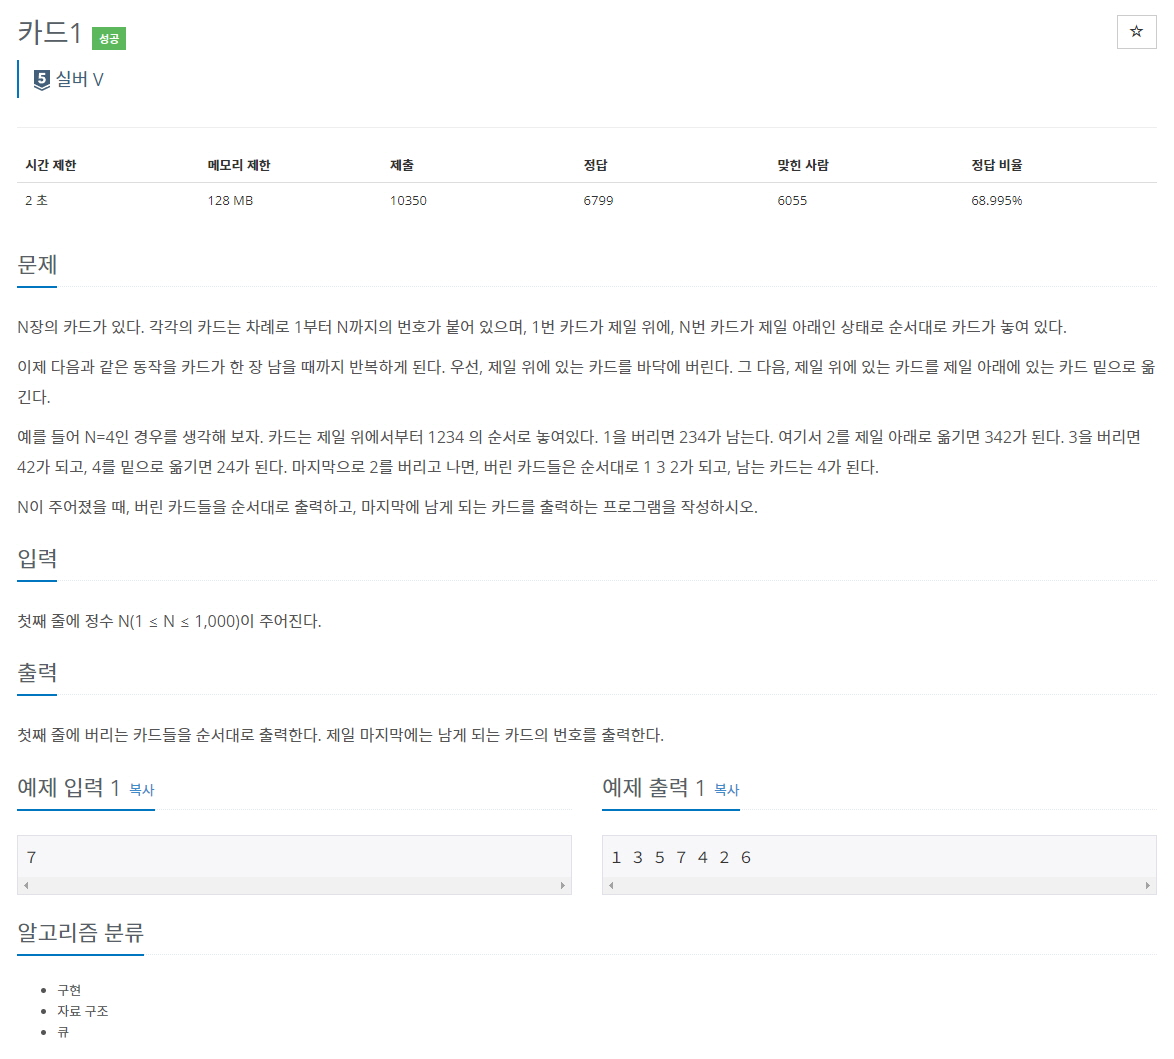 카드1 성공
☆
5 실버 V
시간 제한 메모리 제한 제출 정답 맞힌 사람 정답 비율
2 초 128 MB 10350 6799 6055 68.995%
문제
N장의 카드가 있다. 각각의 카드는 차례로 1부터 N까지의 번호가 붙어 있으며, 1번 카드가 제일 위에, N번 카드가 제일 아래인 상태로 순서대로 카드가 놓여 있다.
이제 다음과 같은 동작을 카드가 한 장 남을 때까지 반복하게 된다. 우선, 제일 위에 있는 카드를 바닥에 버린다. 그 다음, 제일 위에 있는 카드를 제일 아래에 있는 카드 밑으로 옮
긴다.
예를 들어 N=4인 경우를 생각해 보자. 카드는 제일 위에서부터 1234 의 순서로 놓여있다. 1을 버리면 234가 남는다. 여기서 2를 제일 아래로 옮기면 342가 된다. 3을 버리면
42가 되고, 4를 밑으로 옮기면 24가 된다. 마지막으로 2를 버리고 나면, 버린 카드들은 순서대로 1 3 2가 되고, 남는 카드는 4가 된다.
N이 주어졌을 때, 버린 카드들을 순서대로 출력하고, 마지막에 남게 되는 카드를 출력하는 프로그램을 작성하시오.
입력
첫째 줄에 정수 N(1 ≤ N ≤ 1,000)이 주어진다.
출력
첫째 줄에 버리는 카드들을 순서대로 출력한다. 제일 마지막에는 남게 되는 카드의 번호를 출력한다.
예제 입력 1 복사
7
예제 출력 1 복사
1 3 5 7 4 2 6
알고리즘 분류
• 구현
• 자료 구조
• 큐